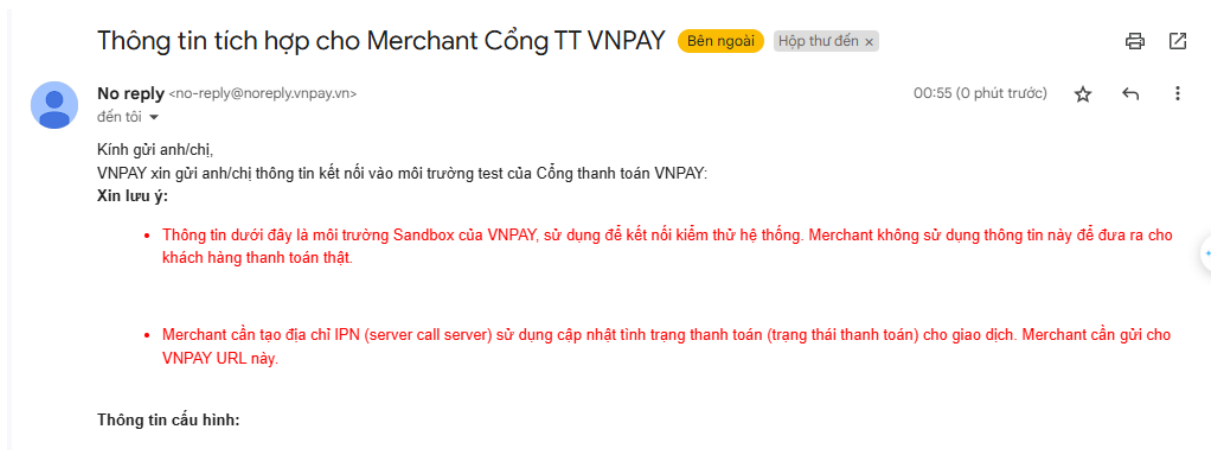 Thông tin tích hợp cho Merchant Cổng TT VNPAY Bên ngoài Hộp thư đến ×
No reply <no-reply@noreply.vnpay.vn> 00:55 (0 phút trước)
đến tôi
Kính gửi anh/chị,
VNPAY xin gửi anh/chị thông tin kết nối vào môi trường test của Cổng thanh toán VNPAY:
Xin lưu ý:
• Thông tin dưới đây là môi trường Sandbox của VNPAY, sử dụng để kết nối kiểm thử hệ thống. Merchant không sử dụng thông tin này để đưa ra cho
khách hàng thanh toán thật.
• Merchant cần tạo địa chỉ IPN (server call server) sử dụng cập nhật tình trạng thanh toán (trạng thái thanh toán) cho giao dịch. Merchant cần gửi cho
VNPAY URL này.
Thông tin cấu hình: